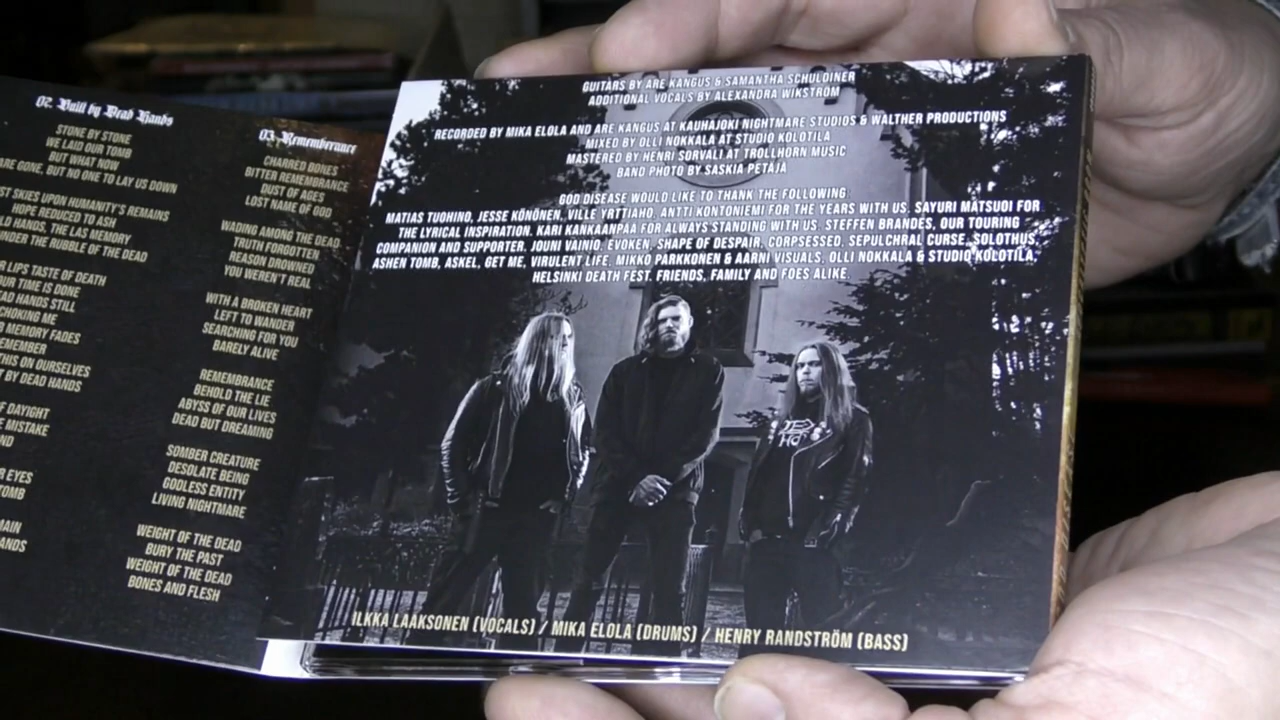 02. Built by Dead Hands
STONE BY STONE
WE LAID OUR TOMB
BUT WHAT NOW
ARE GONE, BUT NO ONE TO LAY US DOWN
ST SKIES UPON HUMANITY'S REMAINS
HOPE REDUCED TO ASH
LD HANDS, THE LAS MEMORY
UNDER THE RUBBLE OF THE DEAD
R LIPS TASTE OF DEATH
OUR TIME IS DONE
EAD HANDS STILL
CHOKING ME
MEMORY FADES
EMEMBER
THIS ON OURSELVES
T BY DEAD HANDS
F DAYIGHT
E MISTAKE
ND
R EYES
TOMB
MAIN
ANDS
03. Rememberance
CHARRED BONES
BITTER REMEMBRANCE
DUST OF AGES
LOST NAME OF GOD
WADING AMONG THE DEAD
TRUTH FORGOTTEN
REASON DROWNED
YOU WEREN'T REAL
WITH A BROKEN HEART
LEFT TO WANDER
SEARCHING FOR YOU
BARELY ALIVE
REMEMBRANCE
BEHOLD THE LIE
ABYSS OF OUR LIVES
DEAD BUT DREAMING
SOMBER CREATURE
DESOLATE BEING
GODLESS ENTITY
LIVING NIGHTMARE
WEIGHT OF THE DEAD
BURY THE PAST
WEIGHT OF THE DEAD
BONES AND FLESH
GUITARS BY ARE KANGUS & SAMANTHA SCHULDINER
ADDITIONAL VOCALS BY ALEXANDRA WIKSTRÖM
RECORDED BY MIKA ELOLA AND ARE KANGUS AT KAUHAJOKI NIGHTMARE STUDIOS & WALTHER PRODUCTIONS
MIXED BY OLLI NOKKALA AT STUDIO KOLOTILA
MASTERED BY HENRI SORVALI AT TROLLHORN MUSIC
BAND PHOTO BY SASKIA PETÄJÄ
GOD DISEASE WOULD LIKE TO THANK THE FOLLOWING:
MATIAS TUOHINO, JESSE KÖNÖNEN, VILLE YRTTIAHO, ANTTI KONTONIEMI FOR THE YEARS WITH US. SAYURI MATSUOI FOR
THE LYRICAL INSPIRATION. KARI KANKAANPÄÄ FOR ALWAYS STANDING WITH US. STEFFEN BRANDES, OUR TOURING
COMPANION AND SUPPORTER. JOUNI VAINIO, EVOKEN, SHAPE OF DESPAIR, CORPSESSED, SEPULCHRAL CURSE, SOLOTHUS,
ASHEN TOMB, ASKEL, GET ME, VIRULENT LIFE, MIKKO PARKKONEN & AARNI VISUALS, OLLI NOKKALA & STUDIO KOLOTILA,
HELSINKI DEATH FEST. FRIENDS, FAMILY AND FOES ALIKE.
ILKKA LAAKSONEN (VOCALS) / MIKA ELOLA (DRUMS) / HENRY RANDSTRÖM (BASS)